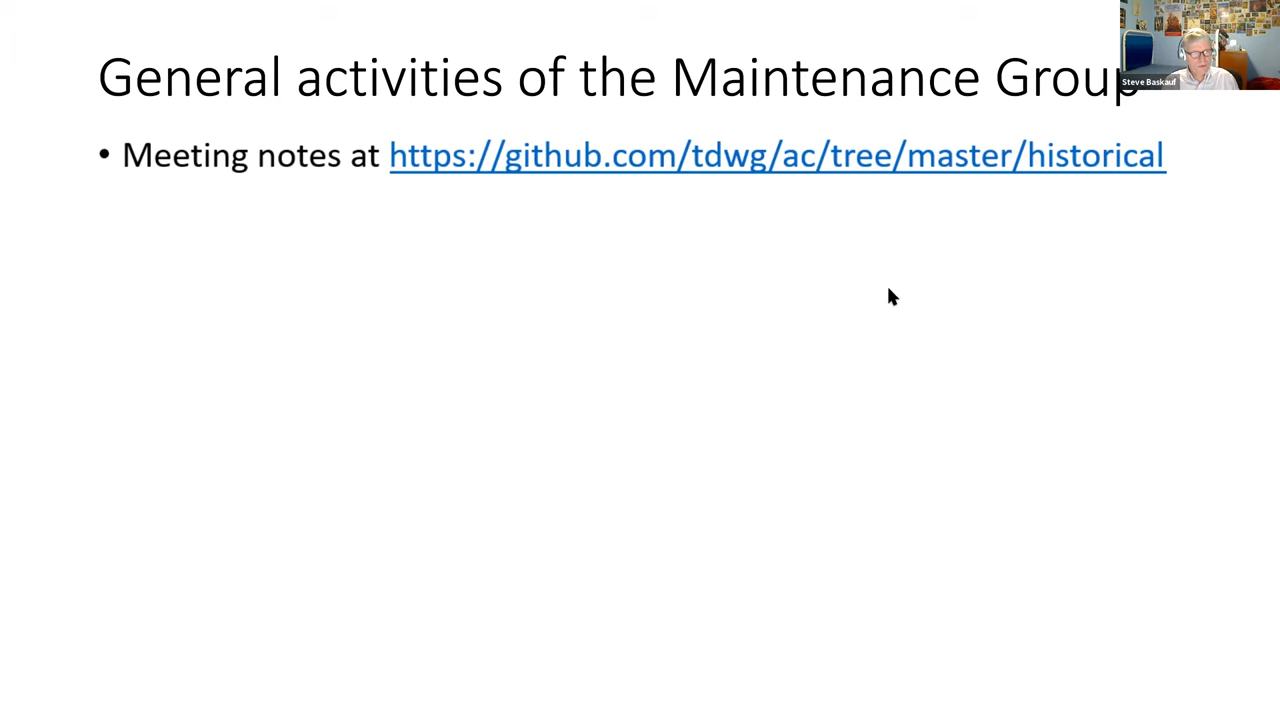 General activities of the Maintenance Group
Steve Baskauf
• Meeting notes at https://github.com/tdwg/ac/tree/master/historical